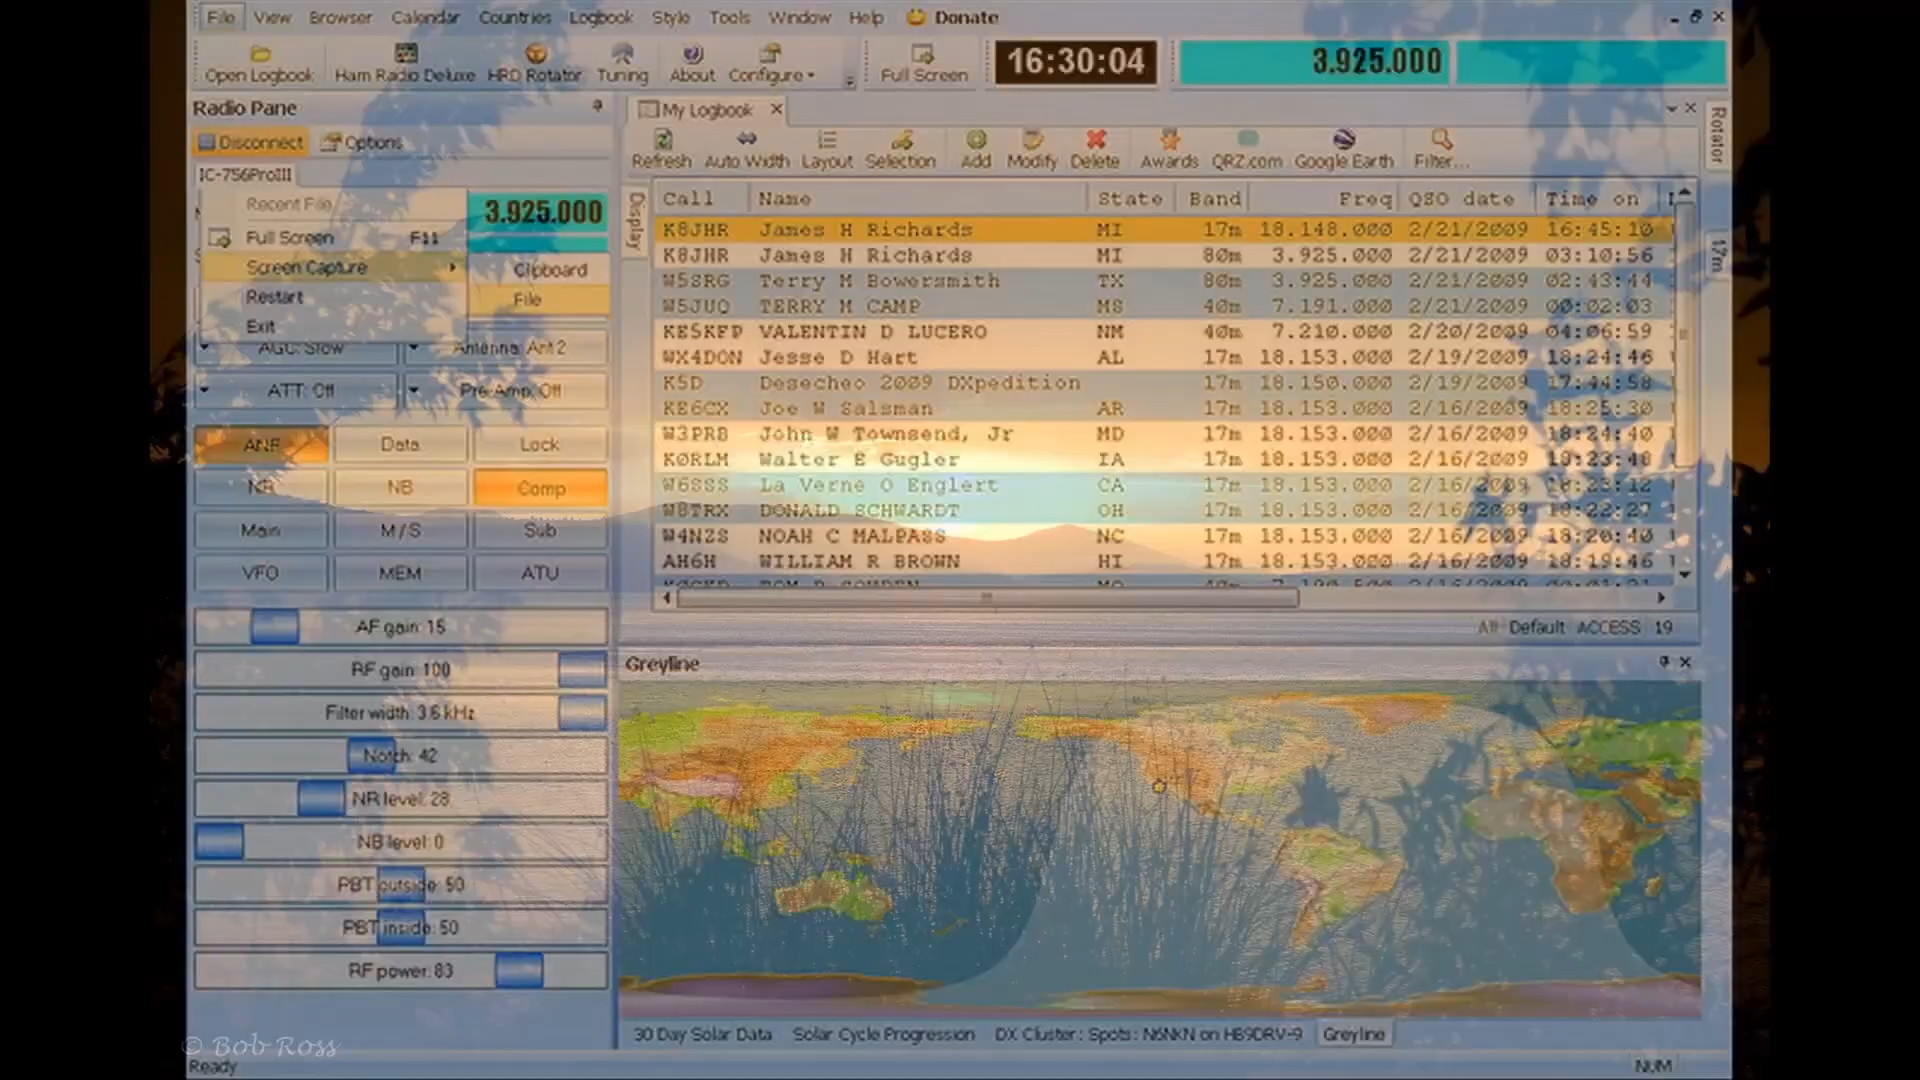 File View Browser Calendar Countries Logbook Style Tools Window Help Donate
Open Logbook Ham Radio Deluxe HRD Rotator Tuning About Configure Full Screen 16:30:04 3.925.000
Radio Pane
Disconnect Options
IC-756ProIII
Recent File
3.925.000
Full Screen F11
Screen Capture Clipboard
Restart File
Exit
AGC: Slow Antenna: Ant 2
ATT: Off Pre-Amp: Off
ANF Data Lock
NR NB Comp
Main M/S Sub
VFO MEM ATU
AF gain: 15
RF gain: 100
Filter width: 3.6 kHz
Notch: 42
NR level: 28
NB level: 0
PBT outside: 50
PBT inside: 50
RF power: 83
My Logbook
Refresh Auto Width Layout Selection Add Modify Delete Awards QRZ.com Google Earth Filter...
Display
Rotator
17m
Call Name State Band Freq QSO date Time on
K8JHR James H Richards MI 17m 18.148.000 2/21/2009 16:45:10
K8JHR James H Richards MI 80m 3.925.000 2/21/2009 03:10:56
W5SRG Terry M Bowersmith TX 80m 3.925.000 2/21/2009 02:43:44
W5JUQ TERRY M CAMP MS 40m 7.191.000 2/21/2009 00:02:03
KE5KFP VALENTIN D LUCERO NM 40m 7.210.000 2/20/2009 04:06:59
WX4DON Jesse D Hart AL 17m 18.153.000 2/19/2009 18:24:46
K5D Desecheo 2009 DXpedition 17m 18.150.000 2/19/2009 17:44:58
KE6CX Joe W Salsman AR 17m 18.153.000 2/16/2009 18:25:30
W3PRB John W Townsend, Jr MD 17m 18.153.000 2/16/2009 18:24:40
K0RLM Walter E Gugler IA 17m 18.153.000 2/16/2009 18:23:48
W6SSS La Verne O Englert CA 17m 18.153.000 2/16/2009 18:23:12
W8TRX DONALD SCHWARDT OH 17m 18.153.000 2/16/2009 18:22:27
W4NZS NOAH C MALPASS NC 17m 18.153.000 2/16/2009 18:20:40
AH6H WILLIAM R BROWN HI 17m 18.153.000 2/16/2009 18:19:46
All Default ACCESS 19
Greyline
30 Day Solar Data Solar Cycle Progression DX Cluster: Spots: N6NKN on HB9DRV-9 Greyline
© Bob Ross
Ready NUM